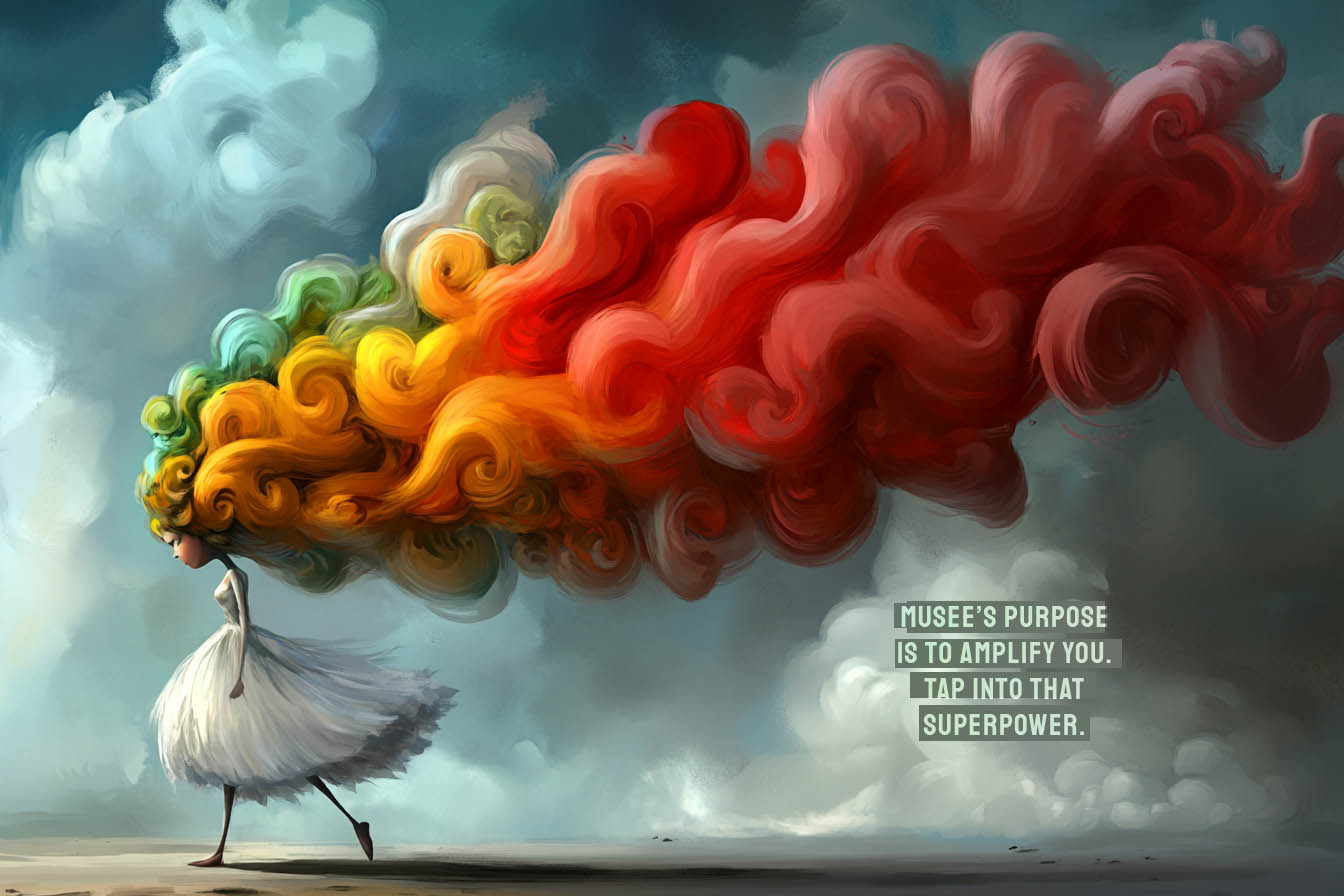 MUSEE'S PURPOSE
IS TO AMPLIFY YOU.
TAP INTO THAT
SUPERPOWER.